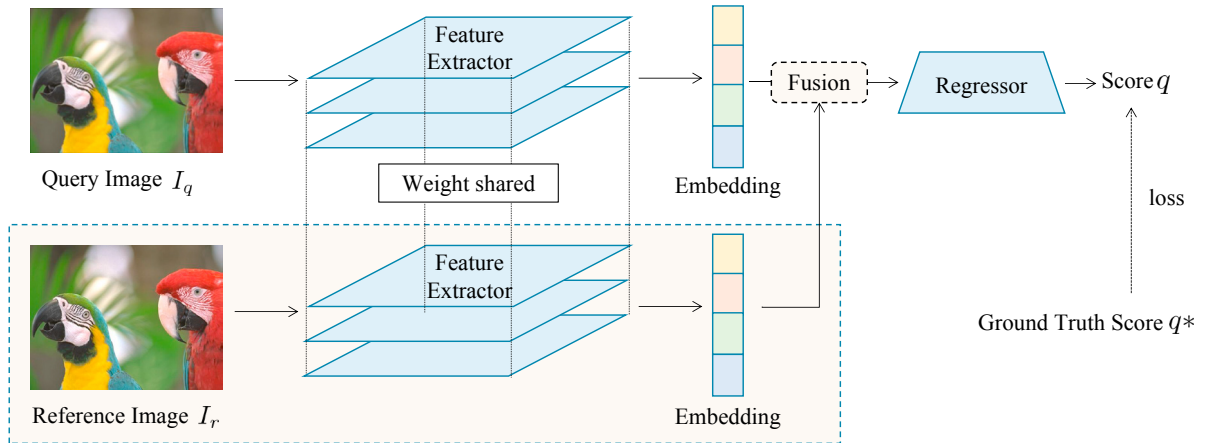 Feature
Extractor
Fusion
Regressor
Score q
Query Image I_q
Weight shared
Embedding
loss
Feature
Extractor
Ground Truth Score q*
Reference Image I_r
Embedding